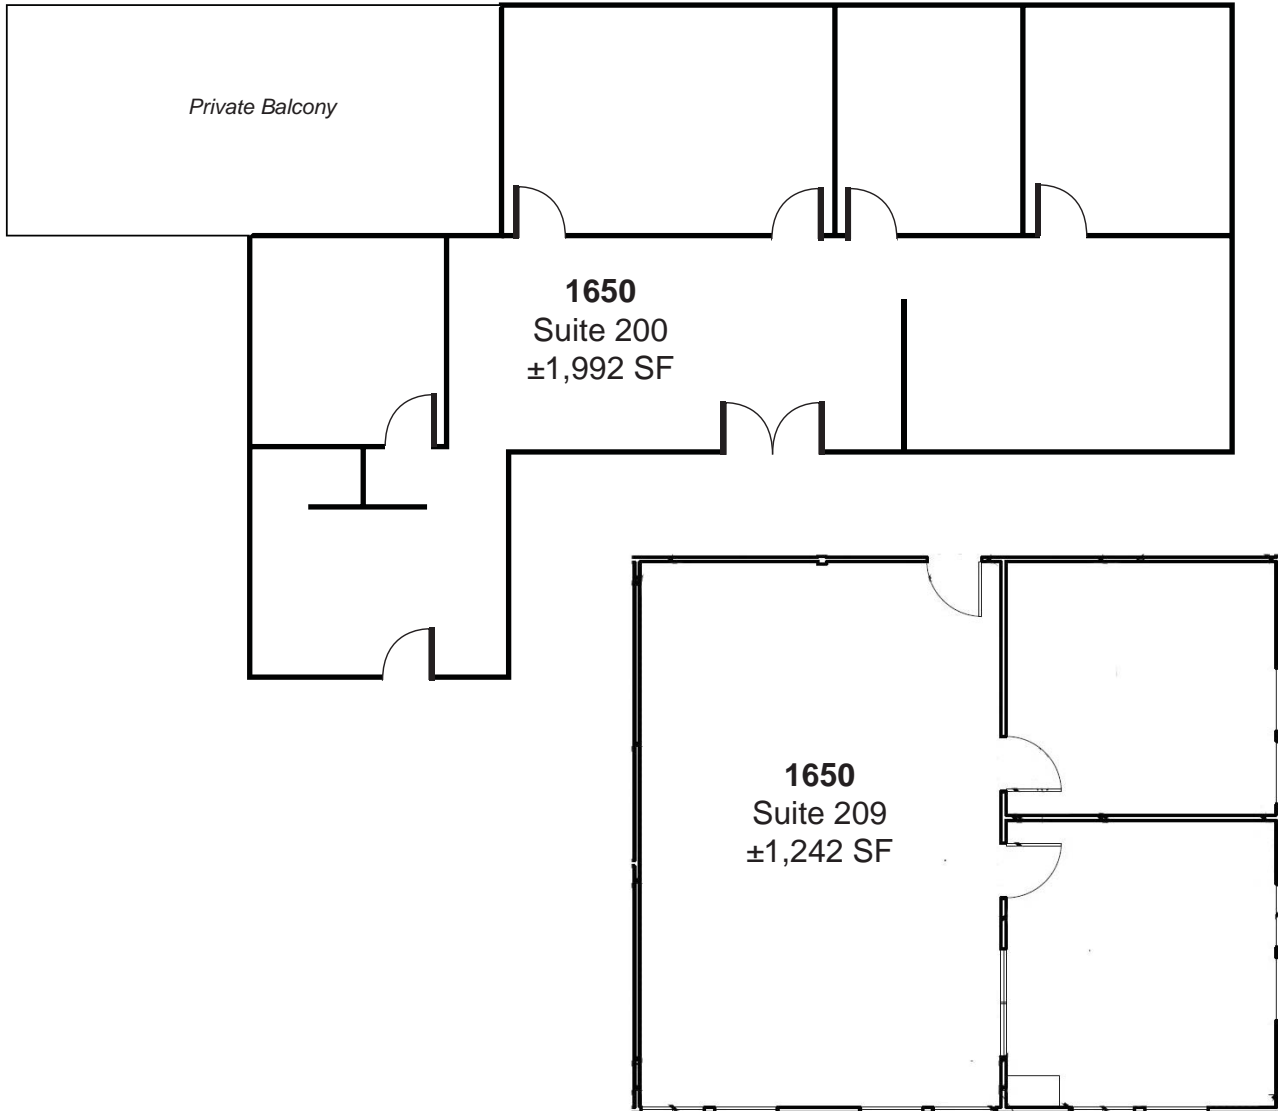 Private Balcony
1650
Suite 200
±1,992 SF
1650
Suite 209
±1,242 SF